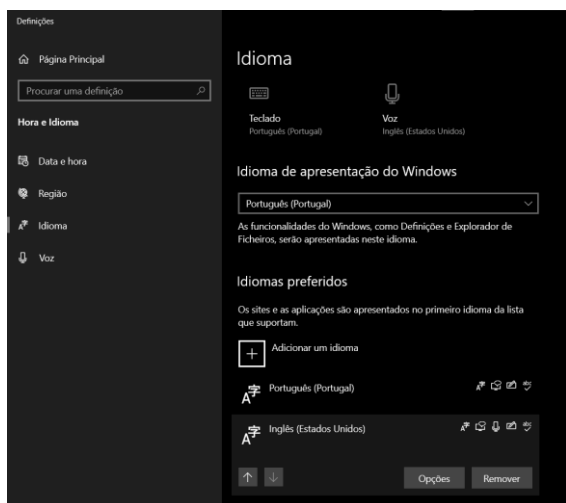 Definições
Página Principal
Procurar uma definição
Hora e Idioma
Data e hora
Região
Idioma
Voz
Idioma
Teclado
Português (Portugal)
Voz
Inglês (Estados Unidos)
Idioma de apresentação do Windows
Português (Portugal)
As funcionalidades do Windows, como Definições e Explorador de
Ficheiros, serão apresentadas neste idioma.
Idiomas preferidos
Os sites e as aplicações são apresentados no primeiro idioma da lista
que suportam.
Adicionar um idioma
Português (Portugal)
Inglês (Estados Unidos)
Opções
Remover